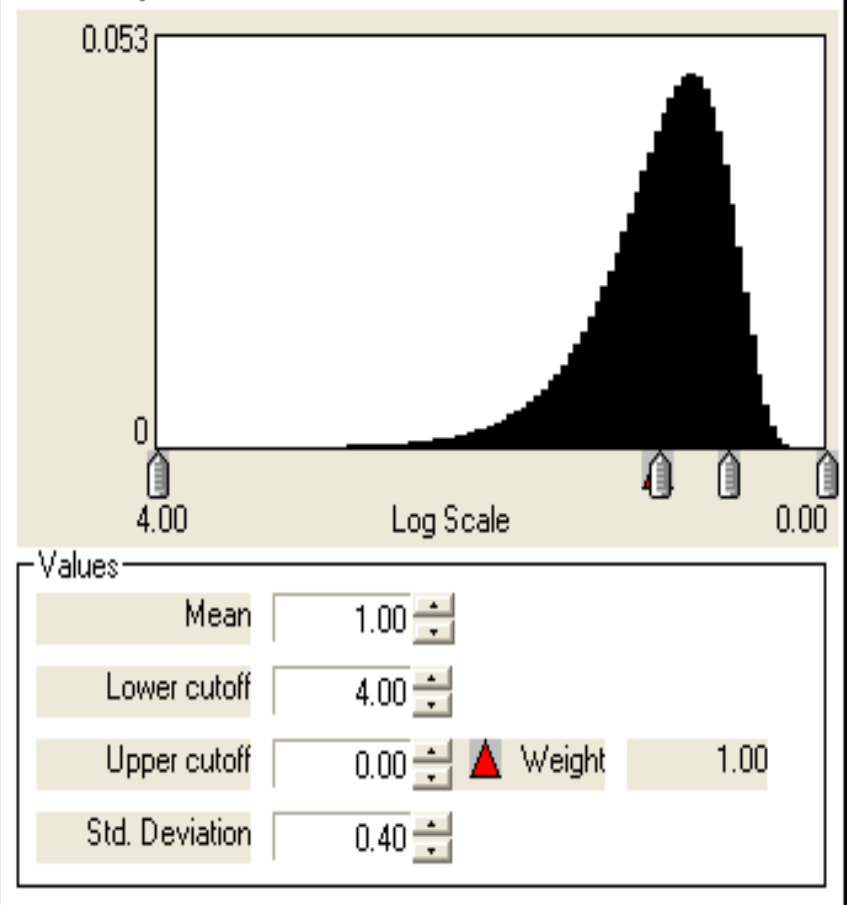 0.053
0
4.00 Log Scale 0.00
Values
Mean 1.00
Lower cutoff 4.00
Upper cutoff 0.00 Weight 1.00
Std. Deviation 0.40